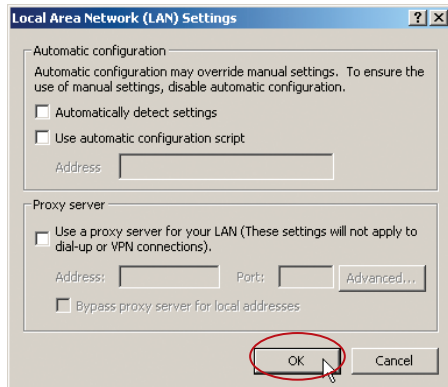 Local Area Network (LAN) Settings
Automatic configuration
Automatic configuration may override manual settings.  To ensure the
use of manual settings, disable automatic configuration.
Automatically detect settings
Use automatic configuration script
Address
Proxy server
Use a proxy server for your LAN (These settings will not apply to
dial-up or VPN connections).
Address: Port: Advanced...
Bypass proxy server for local addresses
OK Cancel